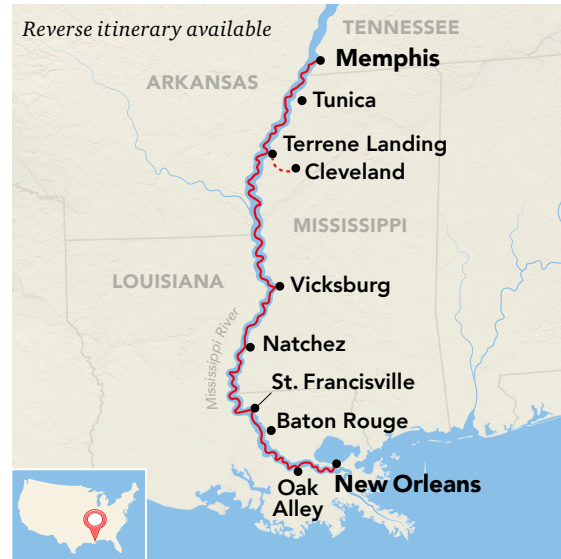 Reverse itinerary available
TENNESSEE
Memphis
ARKANSAS
Tunica
Terrene Landing
Cleveland
MISSISSIPPI
LOUISIANA
Vicksburg
Mississippi River
Natchez
St. Francisville
Baton Rouge
Oak
Alley
New Orleans